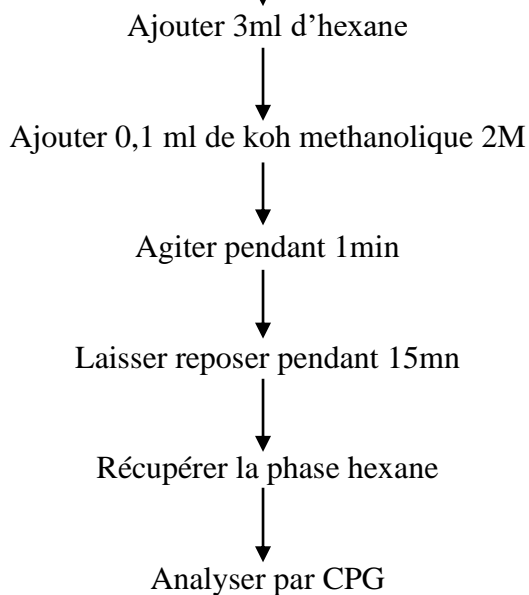 Ajouter 3ml d’hexane
Ajouter 0,1 ml de koh methanolique 2M
Agiter pendant 1min
Laisser reposer pendant 15mn
Récupérer la phase hexane
Analyser par CPG